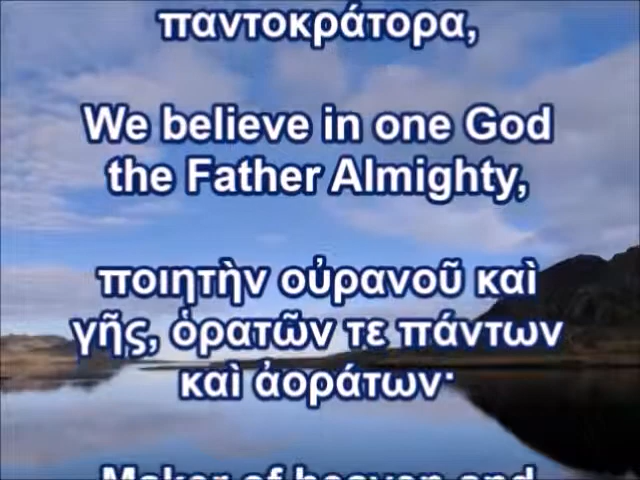 παντοκράτορα,
We believe in one God
the Father Almighty,
ποιητὴν οὐρανοῦ καὶ
γῆς, ὁρατῶν τε πάντων
καὶ ἀοράτων·
Maker of heaven and